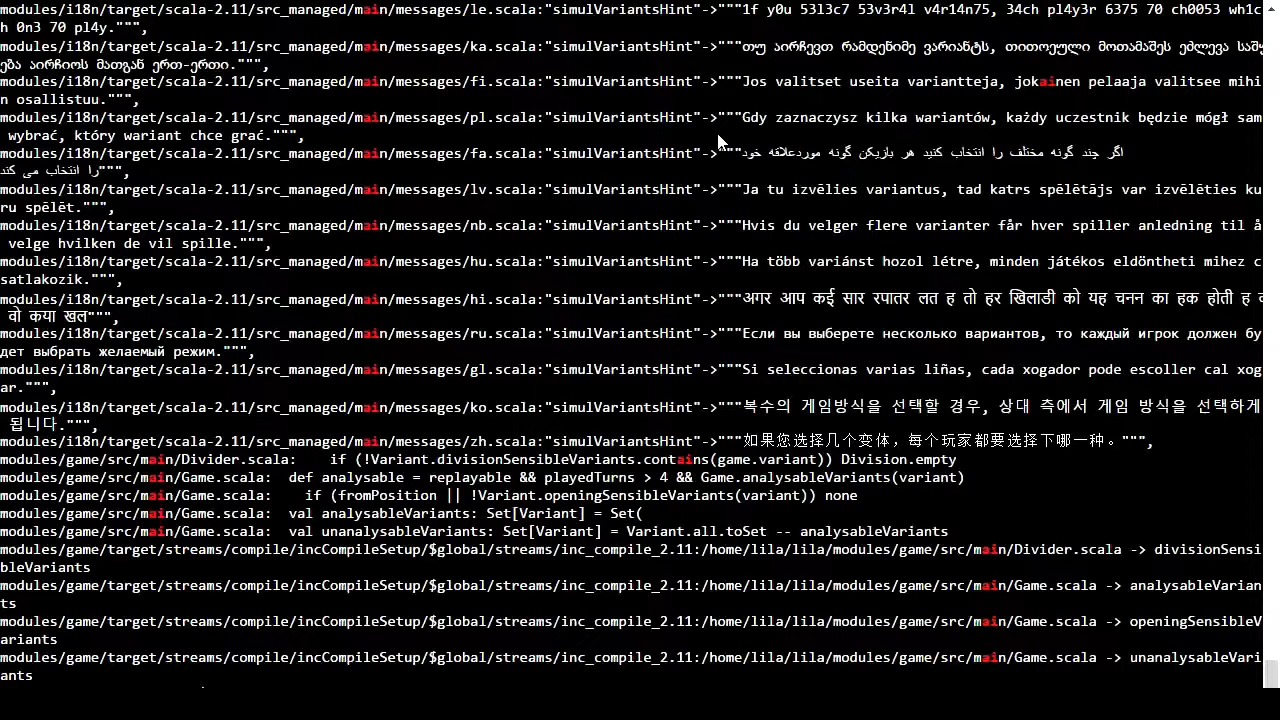 modules/i18n/target/scala-2.11/src_managed/main/messages/le.scala:"simulVariantsHint"->"""1f y0u 53l3c7 53v3r4l v4r14n75, 34ch pl4y3r 6375 70 ch0053 wh1c
h 0n3 70 pl4y.""",
modules/i18n/target/scala-2.11/src_managed/main/messages/ka.scala:"simulVariantsHint"->"""თუ აირჩევთ რამდენიმე ვარიანტს, თითოეული მოთამაშეს ეძლევა საშუ
ება აირჩიოს მათგან ერთ-ერთი.""",
modules/i18n/target/scala-2.11/src_managed/main/messages/fi.scala:"simulVariantsHint"->"""Jos valitset useita variantteja, jokainen pelaaja valitsee mihi
n osallistuu.""",
modules/i18n/target/scala-2.11/src_managed/main/messages/pl.scala:"simulVariantsHint"->"""Gdy zaznaczysz kilka wariantów, każdy uczestnik będzie mógł sam
wybrać, który wariant chce grać.""",
modules/i18n/target/scala-2.11/src_managed/main/messages/fa.scala:"simulVariantsHint"->"""اگر چند گونه مختلف را انتخاب کنید هر بازیکن گونه موردعلاقه خود
را انتخاب می کند""",
modules/i18n/target/scala-2.11/src_managed/main/messages/lv.scala:"simulVariantsHint"->"""Ja tu izvēlies variantus, tad katrs spēlētājs var izvēlēties ku
ru spēlēt.""",
modules/i18n/target/scala-2.11/src_managed/main/messages/nb.scala:"simulVariantsHint"->"""Hvis du velger flere varianter får hver spiller anledning til å
velge hvilken de vil spille.""",
modules/i18n/target/scala-2.11/src_managed/main/messages/hu.scala:"simulVariantsHint"->"""Ha több variánst hozol létre, minden játékos eldöntheti mihez c
satlakozik.""",
modules/i18n/target/scala-2.11/src_managed/main/messages/hi.scala:"simulVariantsHint"->"""अगर आप कई सार रपातर लत ह तो हर खिलाडी को यह चनन का हक होती ह क
वो कया खल""",
modules/i18n/target/scala-2.11/src_managed/main/messages/ru.scala:"simulVariantsHint"->"""Если вы выберете несколько вариантов, то каждый игрок должен бу
дет выбрать желаемый режим.""",
modules/i18n/target/scala-2.11/src_managed/main/messages/gl.scala:"simulVariantsHint"->"""Si seleccionas varias liñas, cada xogador pode escoller cal xog
ar.""",
modules/i18n/target/scala-2.11/src_managed/main/messages/ko.scala:"simulVariantsHint"->"""복수의 게임방식을 선택할 경우, 상대 측에서 게임 방식을 선택하게
됩니다.""",
modules/i18n/target/scala-2.11/src_managed/main/messages/zh.scala:"simulVariantsHint"->"""如果您选择几个变体，每个玩家都要选择下哪一种。""",
modules/game/src/main/Divider.scala:    if (!Variant.divisionSensibleVariants.contains(game.variant)) Division.empty
modules/game/src/main/Game.scala:  def analysable = replayable && playedTurns > 4 && Game.analysableVariants(variant)
modules/game/src/main/Game.scala:    if (fromPosition || !Variant.openingSensibleVariants(variant)) none
modules/game/src/main/Game.scala:  val analysableVariants: Set[Variant] = Set(
modules/game/src/main/Game.scala:  val unanalysableVariants: Set[Variant] = Variant.all.toSet -- analysableVariants
modules/game/target/streams/compile/incCompileSetup/$global/streams/inc_compile_2.11:/home/lila/lila/modules/game/src/main/Divider.scala -> divisionSensi
bleVariants
modules/game/target/streams/compile/incCompileSetup/$global/streams/inc_compile_2.11:/home/lila/lila/modules/game/src/main/Game.scala -> analysableVarian
ts
modules/game/target/streams/compile/incCompileSetup/$global/streams/inc_compile_2.11:/home/lila/lila/modules/game/src/main/Game.scala -> openingSensibleV
ariants
modules/game/target/streams/compile/incCompileSetup/$global/streams/inc_compile_2.11:/home/lila/lila/modules/game/src/main/Game.scala -> unanalysableVari
ants